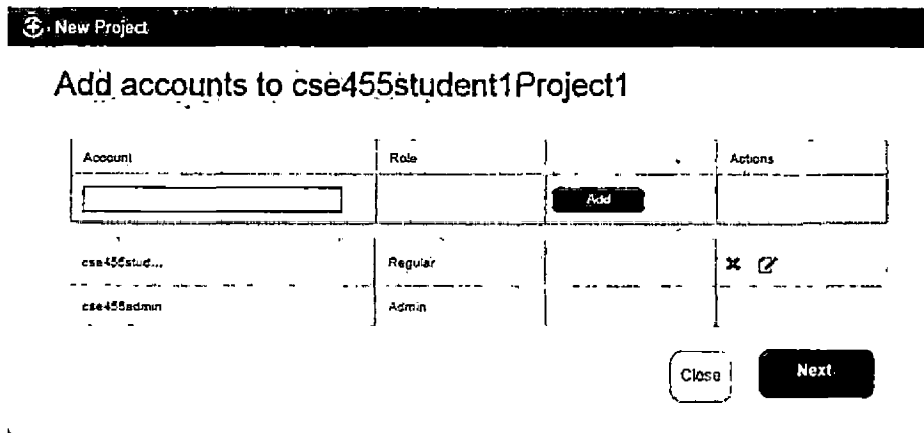 New Project
Add accounts to cse455student1Project1
Account Role Actions
Add
cse455stud... Regular
cse455admin Admin
Close Next